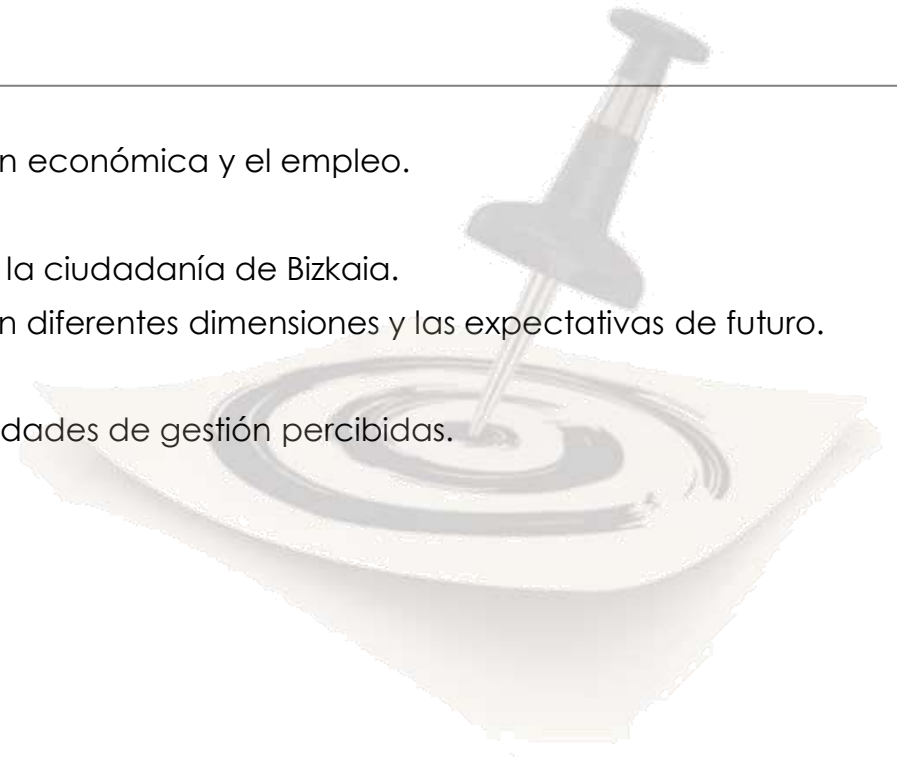 n económica y el empleo.
la ciudadanía de Bizkaia.
n diferentes dimensiones y las expectativas de futuro.
dades de gestión percibidas.